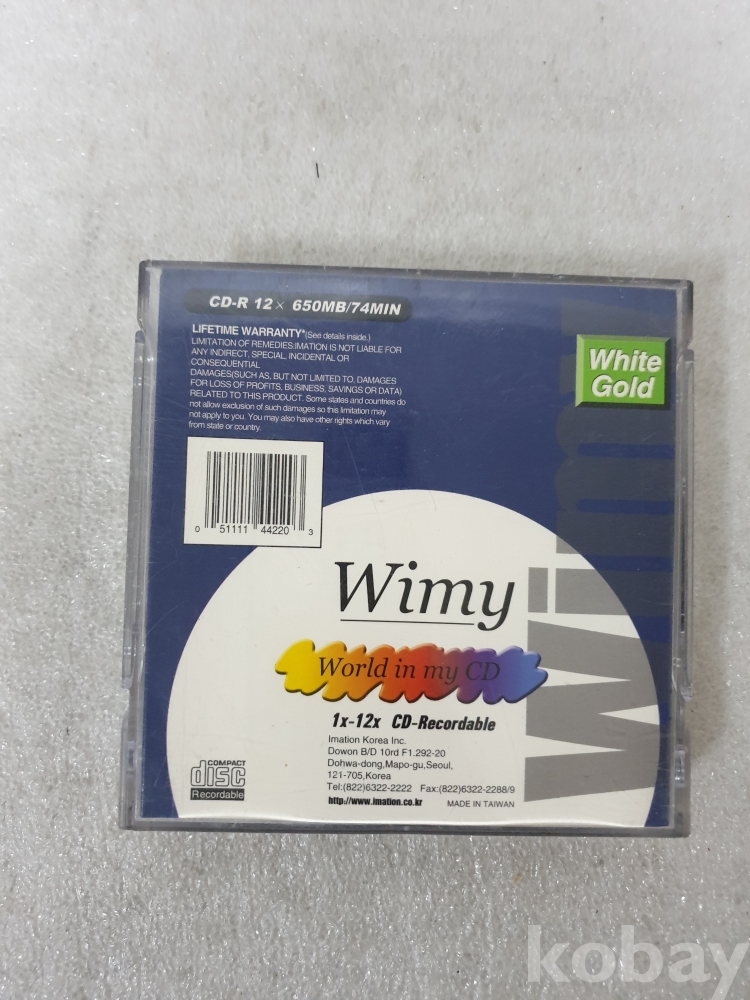 CD-R 12× 650MB/74MIN
LIFETIME WARRANTY*(See details inside.)
LIMITATION OF REMEDIES:IMATION IS NOT LIABLE FOR
ANY INDIRECT, SPECIAL, INCIDENTAL OR
CONSEQUENTIAL
DAMAGES(SUCH AS, BUT NOT LIMITED TO, DAMAGES
FOR LOSS OF PROFITS, BUSINESS, SAVINGS OR DATA)
RELATED TO THIS PRODUCT. Some states and countries do
not allow exclusion of such damages so this limitation may
not apply to you. You may also have other rights which vary
from state or country.
White
Gold
0 51111 44220 3
Wimy
Wimy
World in my CD
1x-12x CD-Recordable
Imation Korea Inc.
Dowon B/D 10rd F1.292-20
Dohwa-dong,Mapo-gu,Seoul,
121-705,Korea
Tel:(822)6322-2222 Fax:(822)6322-2288/9
http://www.imation.co.kr MADE IN TAIWAN
COMPACT
disc
Recordable
kobay